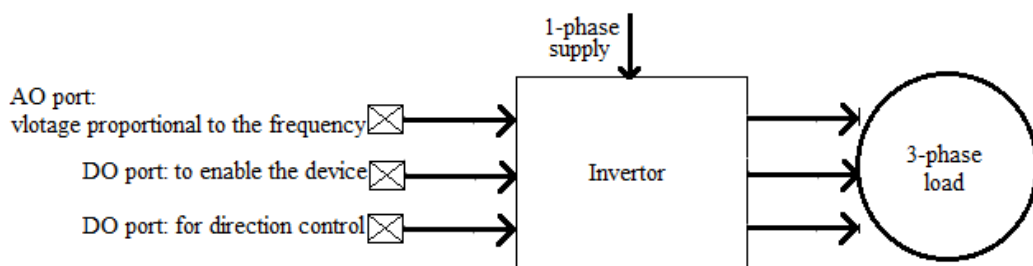 1-phase
supply
AO port:
vlotage proportional to the frequency
DO port: to enable the device
DO port: for direction control
Invertor
3-phase
load